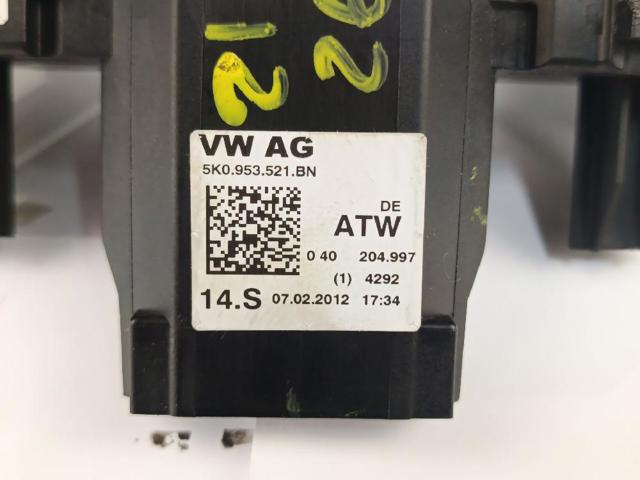 12
VW AG
5K0.953.521.BN
DE
ATW
0 40 204.997
(1) 4292
14.S 07.02.2012 17:34